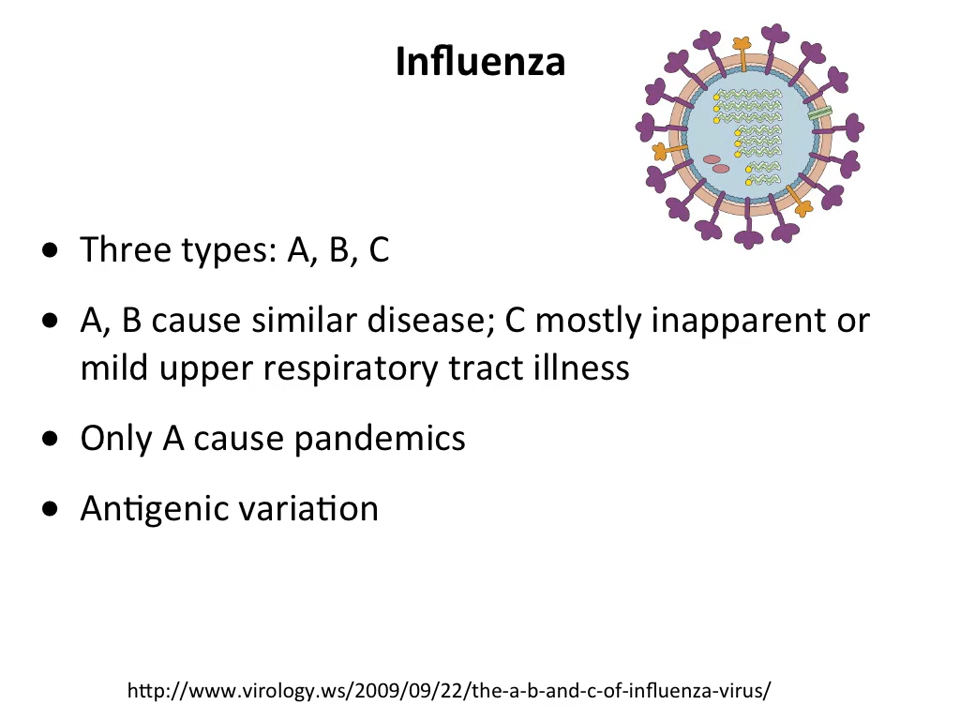 Influenza
• Three types: A, B, C
• A, B cause similar disease; C mostly inapparent or
mild upper respiratory tract illness
• Only A cause pandemics
• Antigenic variation
http://www.virology.ws/2009/09/22/the-a-b-and-c-of-influenza-virus/